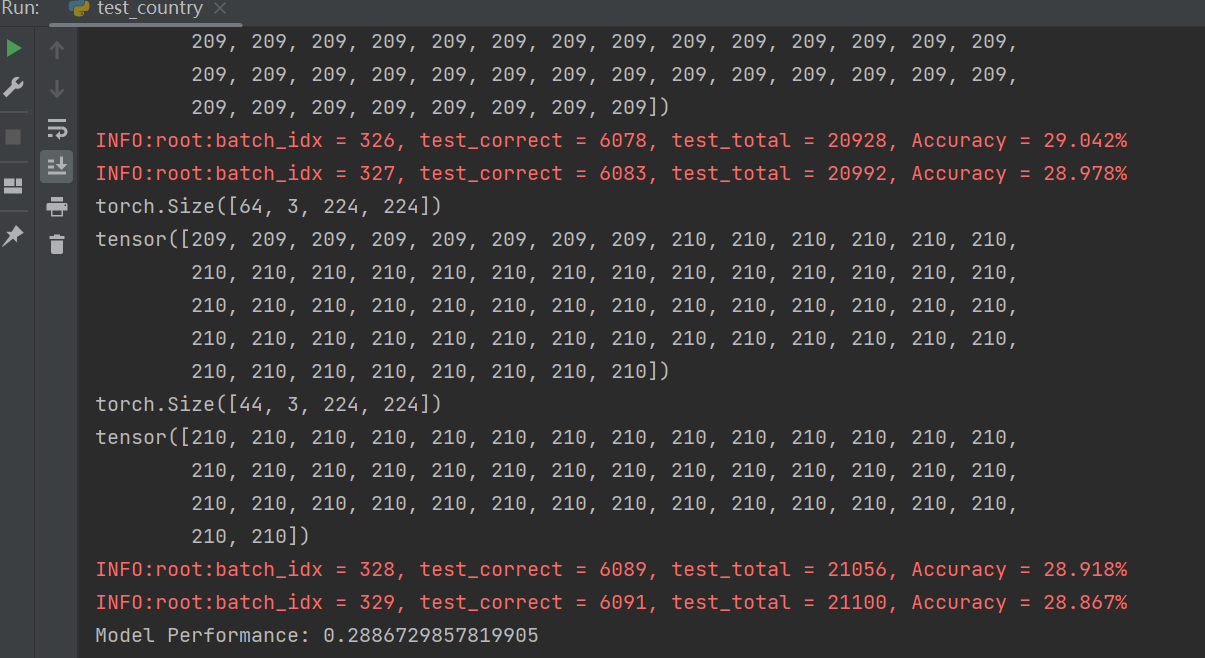 Run: test_country
209, 209, 209, 209, 209, 209, 209, 209, 209, 209, 209, 209, 209, 209,
209, 209, 209, 209, 209, 209, 209, 209, 209, 209, 209, 209, 209, 209,
209, 209, 209, 209, 209, 209, 209, 209])
INFO:root:batch_idx = 326, test_correct = 6078, test_total = 20928, Accuracy = 29.042%
INFO:root:batch_idx = 327, test_correct = 6083, test_total = 20992, Accuracy = 28.978%
torch.Size([64, 3, 224, 224])
tensor([209, 209, 209, 209, 209, 209, 209, 209, 210, 210, 210, 210, 210, 210,
210, 210, 210, 210, 210, 210, 210, 210, 210, 210, 210, 210, 210, 210,
210, 210, 210, 210, 210, 210, 210, 210, 210, 210, 210, 210, 210, 210,
210, 210, 210, 210, 210, 210, 210, 210, 210, 210, 210, 210, 210, 210,
210, 210, 210, 210, 210, 210, 210, 210])
torch.Size([44, 3, 224, 224])
tensor([210, 210, 210, 210, 210, 210, 210, 210, 210, 210, 210, 210, 210, 210,
210, 210, 210, 210, 210, 210, 210, 210, 210, 210, 210, 210, 210, 210,
210, 210, 210, 210, 210, 210, 210, 210, 210, 210, 210, 210, 210, 210,
210, 210])
INFO:root:batch_idx = 328, test_correct = 6089, test_total = 21056, Accuracy = 28.918%
INFO:root:batch_idx = 329, test_correct = 6091, test_total = 21100, Accuracy = 28.867%
Model Performance: 0.2886729857819905